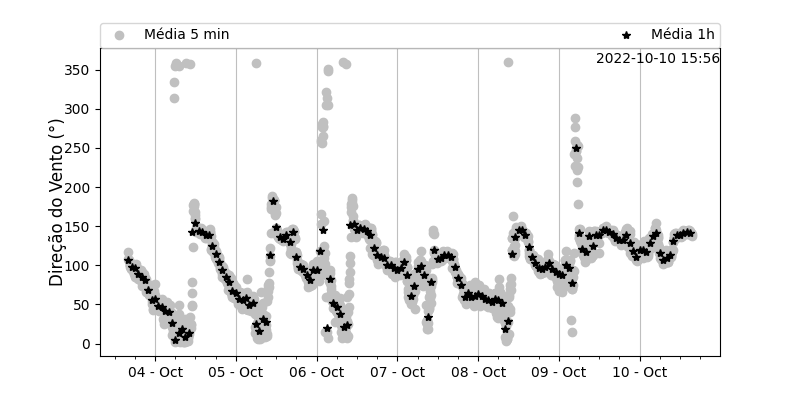 Média 5 min
Média 1h
2022-10-10 15:56
Direção do Vento (°)
350
300
250
200
150
100
50
0
04 - Oct
05 - Oct
06 - Oct
07 - Oct
08 - Oct
09 - Oct
10 - Oct